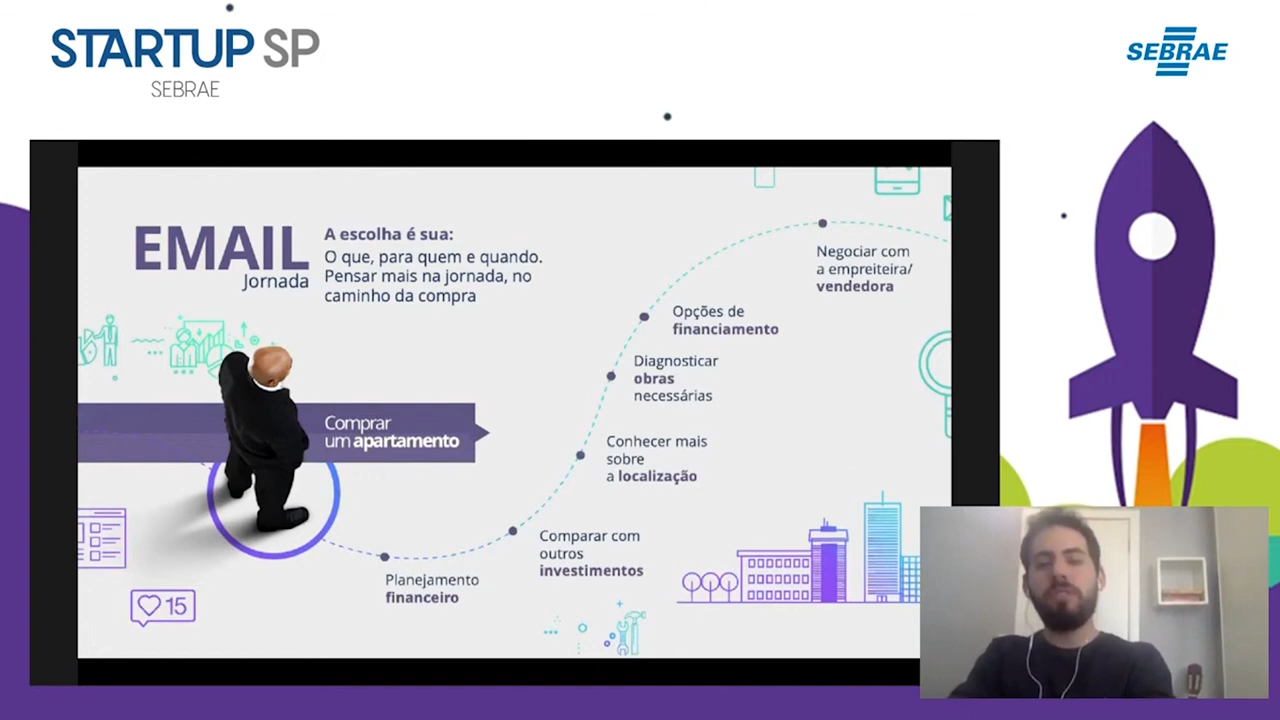 STARTUP SP
SEBRAE
SEBRAE
EMAIL
Jornada
A escolha é sua:
O que, para quem e quando.
Pensar mais na jornada, no
caminho da compra
Comprar
um apartamento
Planejamento
financeiro
Comparar com
outros
investimentos
Conhecer mais
sobre
a localização
Diagnosticar
obras
necessárias
Opções de
financiamento
Negociar com
a empreiteira/
vendedora
15